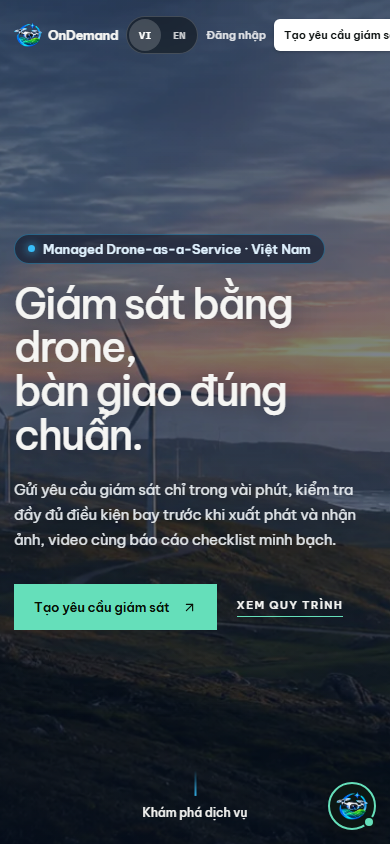 OnDemand
VI
EN
Đăng nhập
Tạo yêu cầu giám s
Managed Drone-as-a-Service · Việt Nam
Giám sát bằng
drone,
bàn giao đúng
chuẩn.
Gửi yêu cầu giám sát chỉ trong vài phút, kiểm tra
đầy đủ điều kiện bay trước khi xuất phát và nhận
ảnh, video cùng báo cáo checklist minh bạch.
Tạo yêu cầu giám sát
XEM QUY TRÌNH
Khám phá dịch vụ